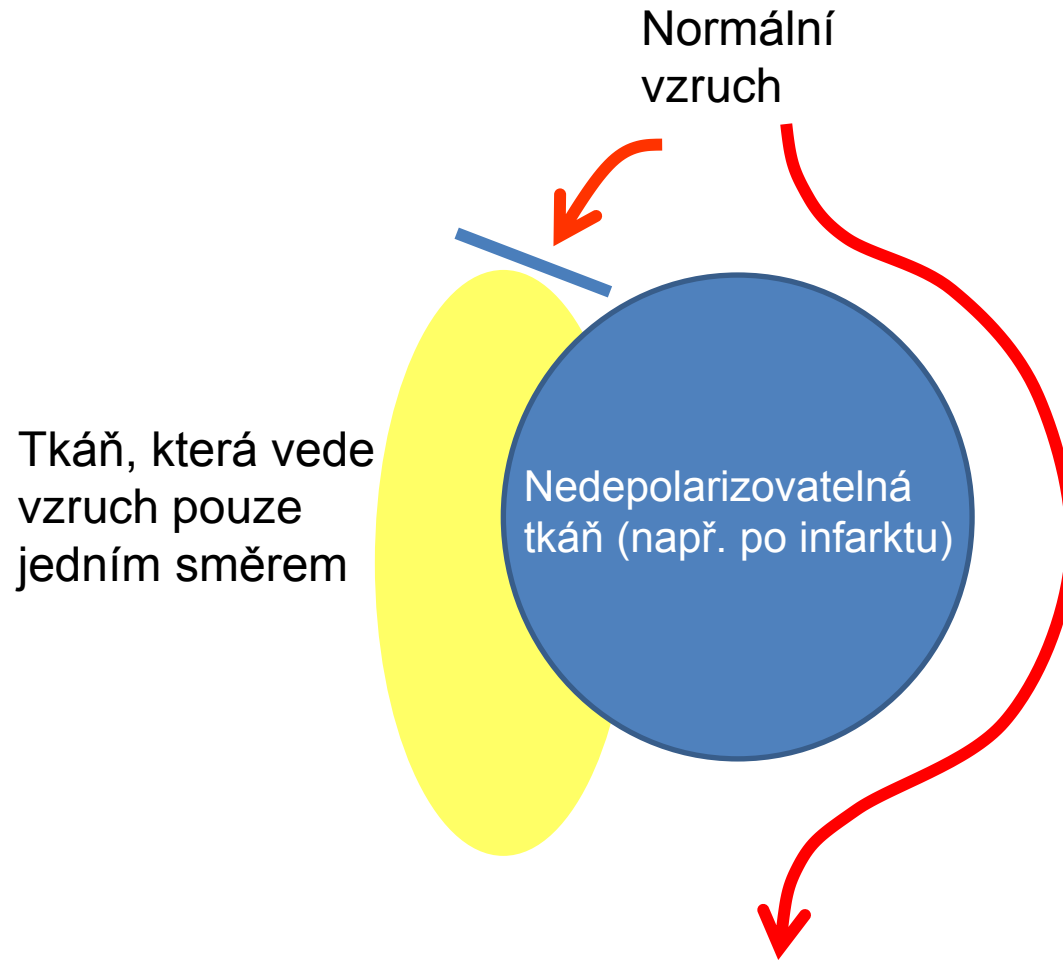 Normální
vzruch
Tkáň, která vede
vzruch pouze
jedním směrem
Nedepolarizovatelná
tkáň (např. po infarktu)